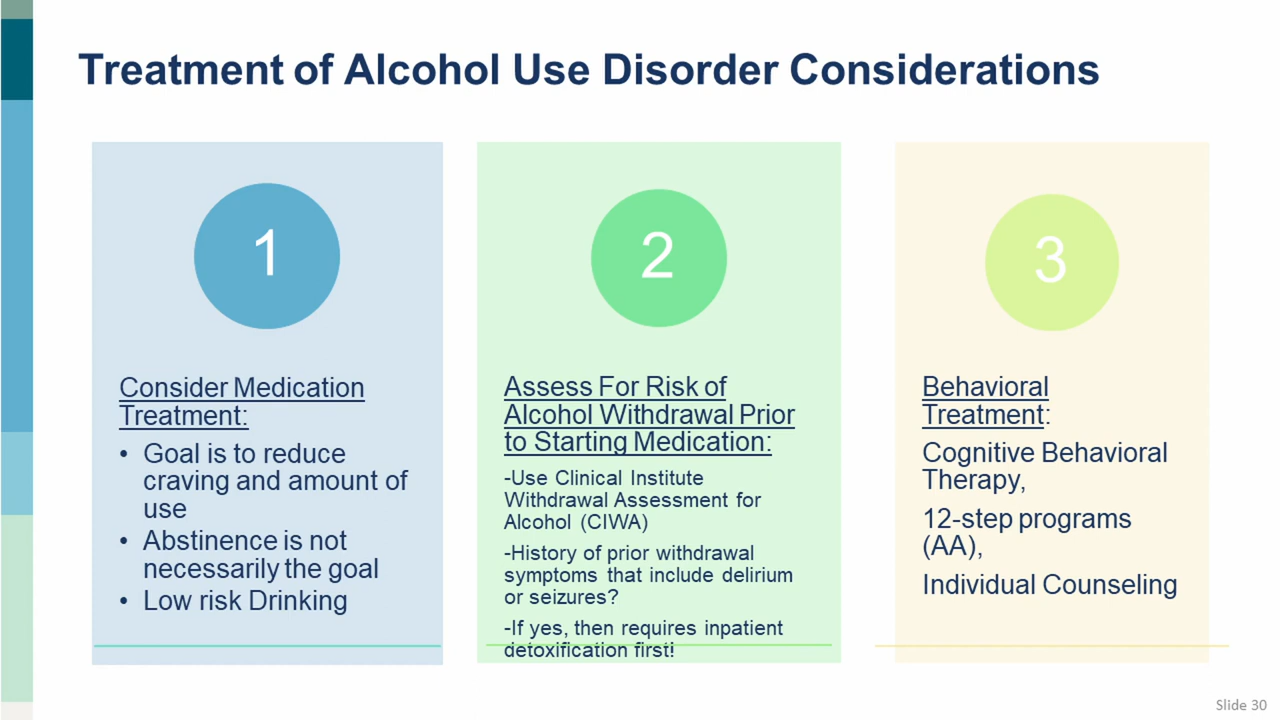 Treatment of Alcohol Use Disorder Considerations
1
Consider Medication
Treatment:
• Goal is to reduce
craving and amount of
use
• Abstinence is not
necessarily the goal
• Low risk Drinking
2
Assess For Risk of
Alcohol Withdrawal Prior
to Starting Medication:
-Use Clinical Institute
Withdrawal Assessment for
Alcohol (CIWA)
-History of prior withdrawal
symptoms that include delirium
or seizures?
-If yes, then requires inpatient
detoxification first!
3
Behavioral
Treatment:
Cognitive Behavioral
Therapy,
12-step programs
(AA),
Individual Counseling
Slide 30